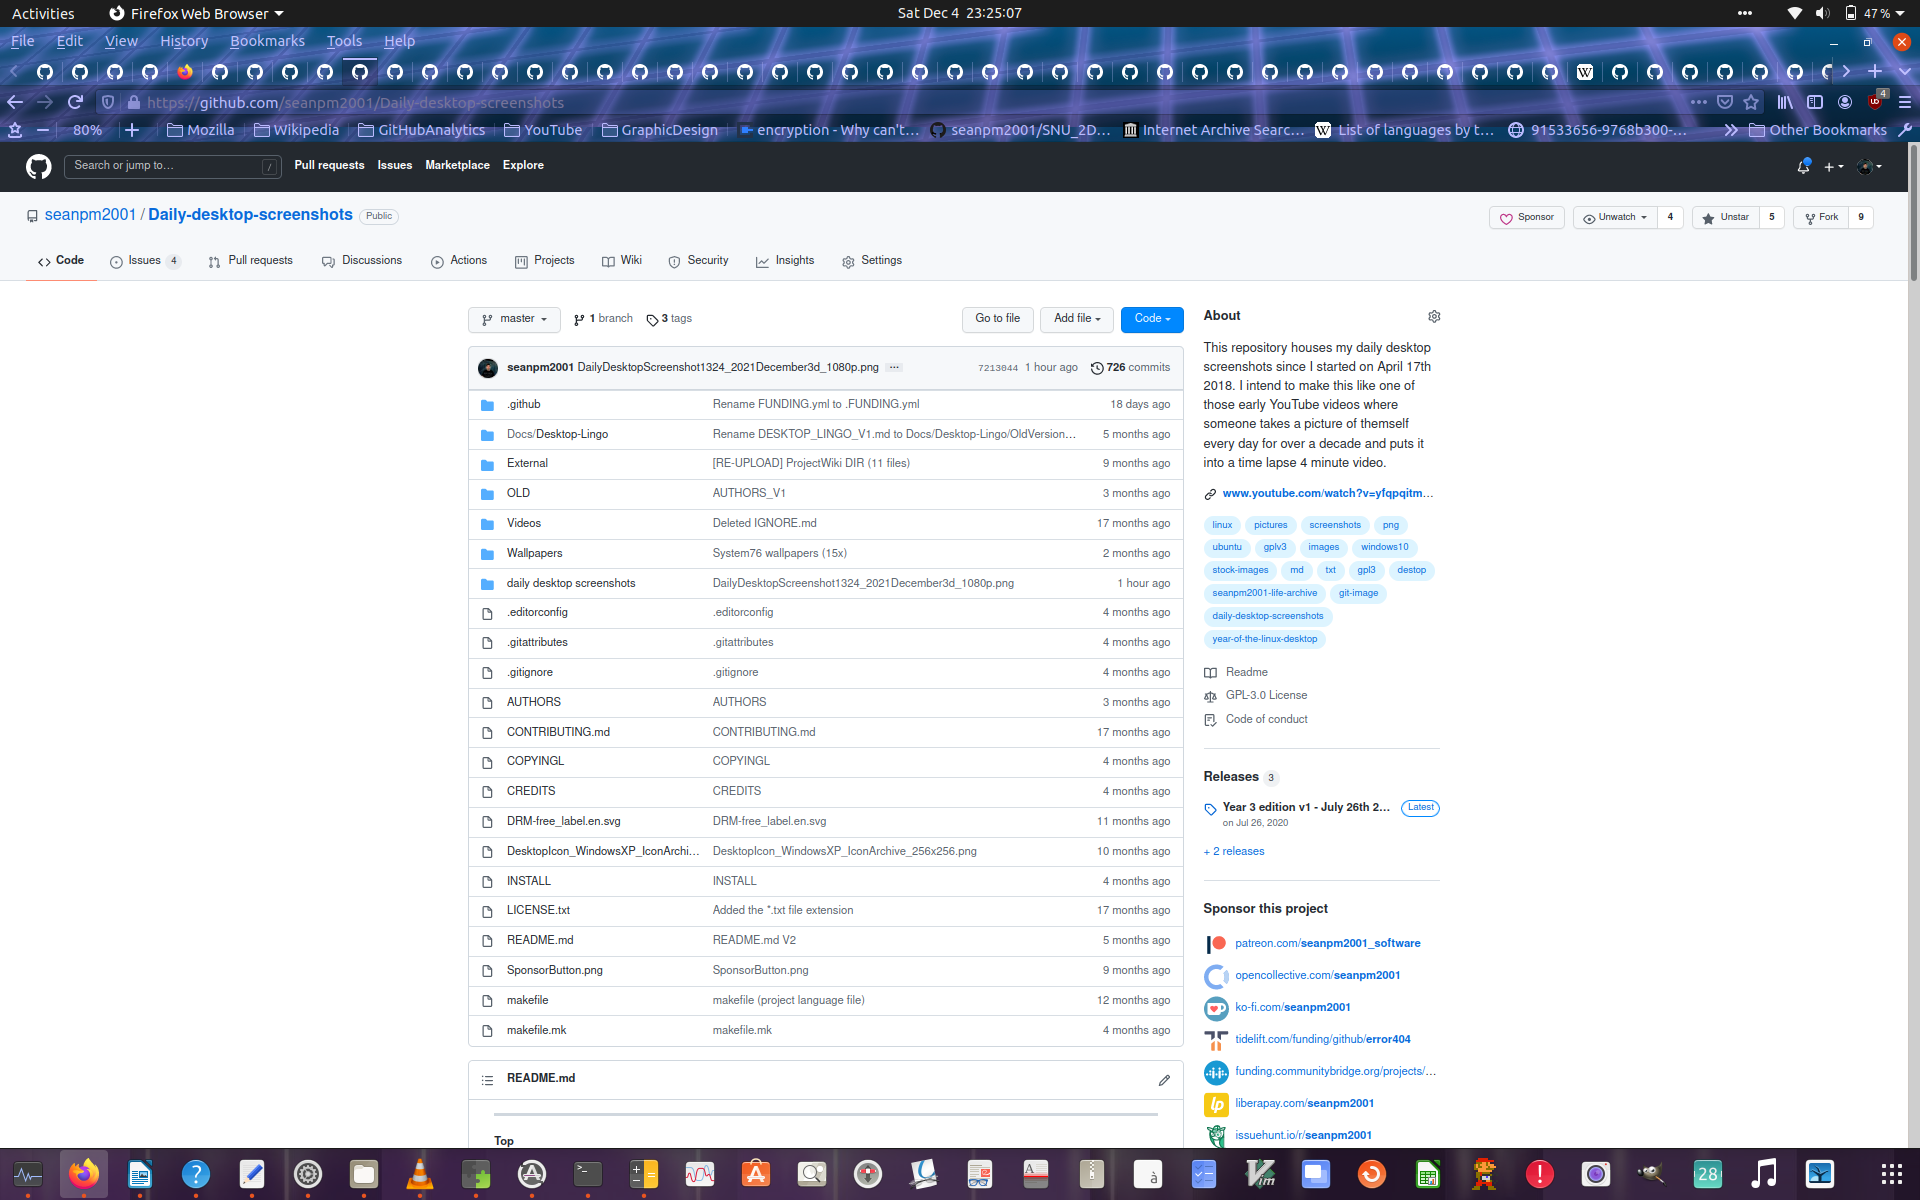 Activities Firefox Web Browser Sat Dec 4 23:25:07 47 %
File Edit View History Bookmarks Tools Help
https://github.com/seanpm2001/Daily-desktop-screenshots 4
80% Mozilla Wikipedia GitHubAnalytics YouTube GraphicDesign encryption - Why can't... seanpm2001/SNU_2D... Internet Archive Searc... List of languages by t... 91533656-9768b300-... Other Bookmarks
Search or jump to... / Pull requests Issues Marketplace Explore
seanpm2001 / Daily-desktop-screenshots Public Sponsor Unwatch 4 Unstar 5 Fork 9
Code Issues 4 Pull requests Discussions Actions Projects Wiki Security Insights Settings
master 1 branch 3 tags Go to file Add file Code
seanpm2001 DailyDesktopScreenshot1324_2021December3d_1080p.png ... 7213044 1 hour ago 726 commits
.github Rename FUNDING.yml to .FUNDING.yml 18 days ago
Docs/Desktop-Lingo Rename DESKTOP_LINGO_V1.md to Docs/Desktop-Lingo/OldVersion... 5 months ago
External [RE-UPLOAD] ProjectWiki DIR (11 files) 9 months ago
OLD AUTHORS_V1 3 months ago
Videos Deleted IGNORE.md 17 months ago
Wallpapers System76 wallpapers (15x) 2 months ago
daily desktop screenshots DailyDesktopScreenshot1324_2021December3d_1080p.png 1 hour ago
.editorconfig .editorconfig 4 months ago
.gitattributes .gitattributes 4 months ago
.gitignore .gitignore 4 months ago
AUTHORS AUTHORS 3 months ago
CONTRIBUTING.md CONTRIBUTING.md 17 months ago
COPYINGL COPYINGL 4 months ago
CREDITS CREDITS 4 months ago
DRM-free_label.en.svg DRM-free_label.en.svg 11 months ago
DesktopIcon_WindowsXP_IconArchi... DesktopIcon_WindowsXP_IconArchive_256x256.png 10 months ago
INSTALL INSTALL 4 months ago
LICENSE.txt Added the *.txt file extension 17 months ago
README.md README.md V2 5 months ago
SponsorButton.png SponsorButton.png 9 months ago
makefile makefile (project language file) 12 months ago
makefile.mk makefile.mk 4 months ago
README.md
Top
About
This repository houses my daily desktop
screenshots since I started on April 17th
2018. I intend to make this like one of
those early YouTube videos where
someone takes a picture of themself
every day for over a decade and puts it
into a time lapse 4 minute video.
www.youtube.com/watch?v=yfqpqitm...
linux pictures screenshots png
ubuntu gplv3 images windows10
stock-images md txt gpl3 destop
seanpm2001-life-archive git-image
daily-desktop-screenshots
year-of-the-linux-desktop
Readme
GPL-3.0 License
Code of conduct
Releases 3
Year 3 edition v1 - July 26th 2... Latest
on Jul 26, 2020
+ 2 releases
Sponsor this project
patreon.com/seanpm2001_software
opencollective.com/seanpm2001
ko-fi.com/seanpm2001
tidelift.com/funding/github/error404
funding.communitybridge.org/projects/...
liberapay.com/seanpm2001
issuehunt.io/r/seanpm2001
28